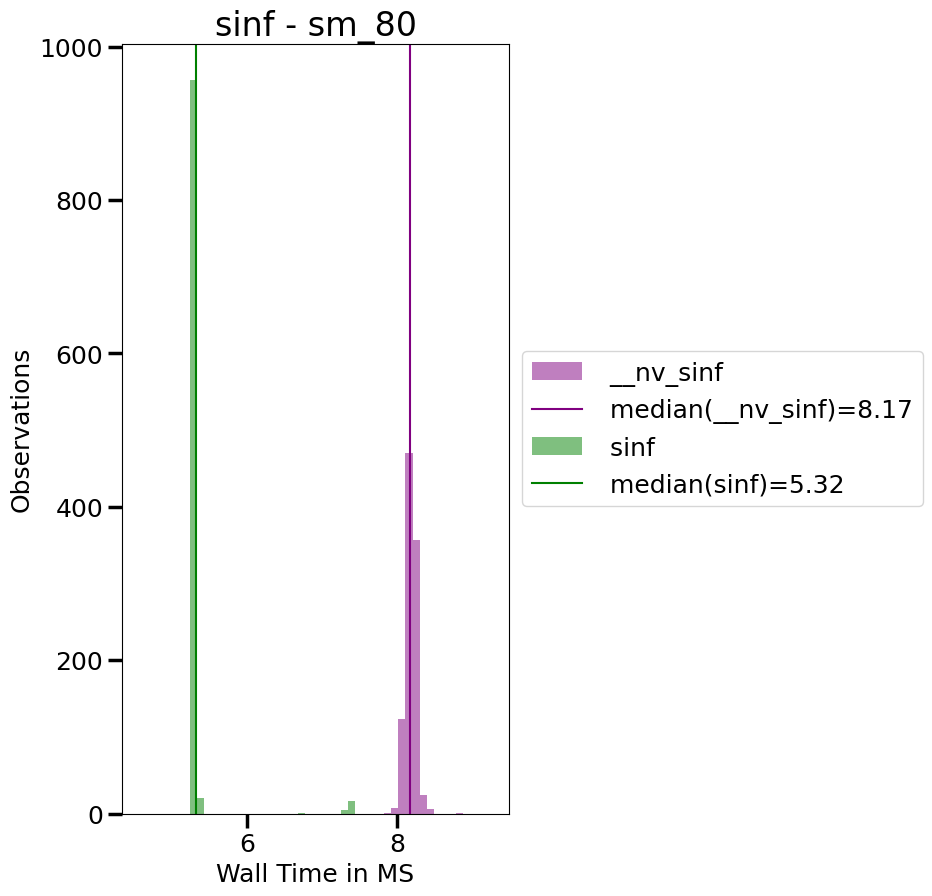 sinf - sm_80
1000
800
600
400
200
0
Observations
6 8
Wall Time in MS
__nv_sinf
median(__nv_sinf)=8.17
sinf
median(sinf)=5.32